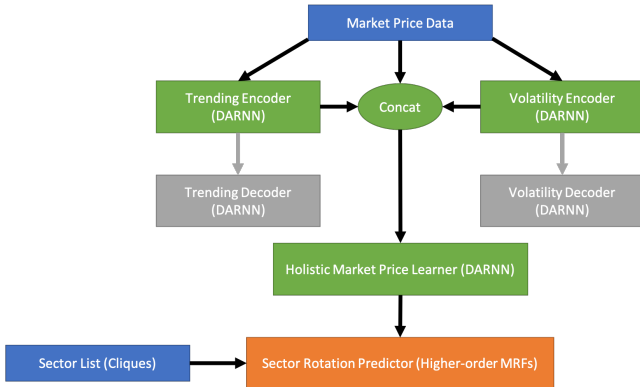 Market Price Data
Trending Encoder
(DARNN)
Concat
Volatility Encoder
(DARNN)
Trending Decoder
(DARNN)
Volatility Decoder
(DARNN)
Holistic Market Price Learner (DARNN)
Sector List (Cliques)
Sector Rotation Predictor (Higher-order MRFs)